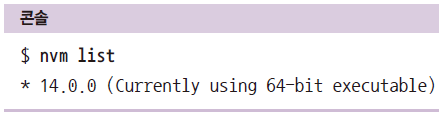 콘솔
$ nvm list
* 14.0.0 (Currently using 64-bit executable)